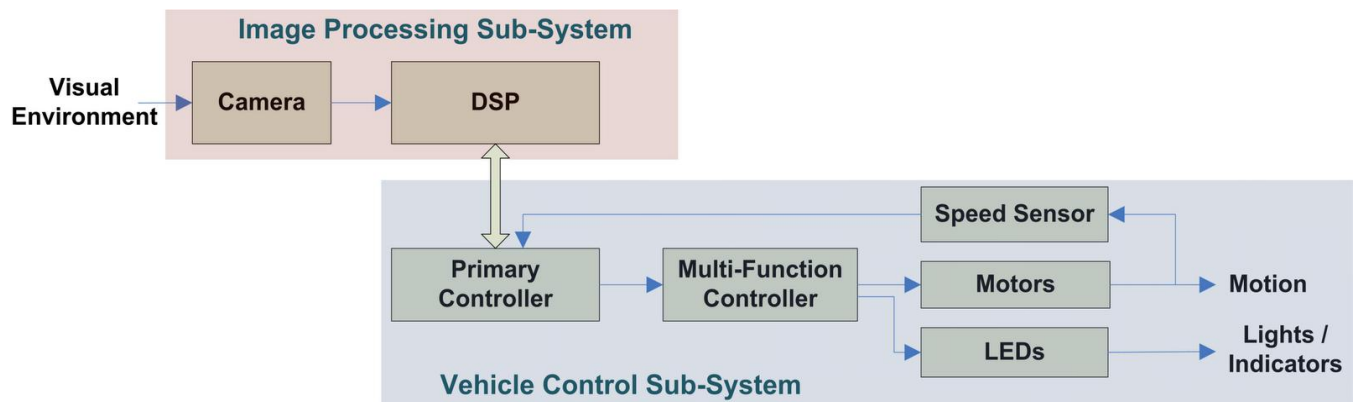 Image Processing Sub-System
Visual
Environment
Camera
DSP
Speed Sensor
Primary
Controller
Multi-Function
Controller
Motors
Motion
LEDs
Lights /
Indicators
Vehicle Control Sub-System